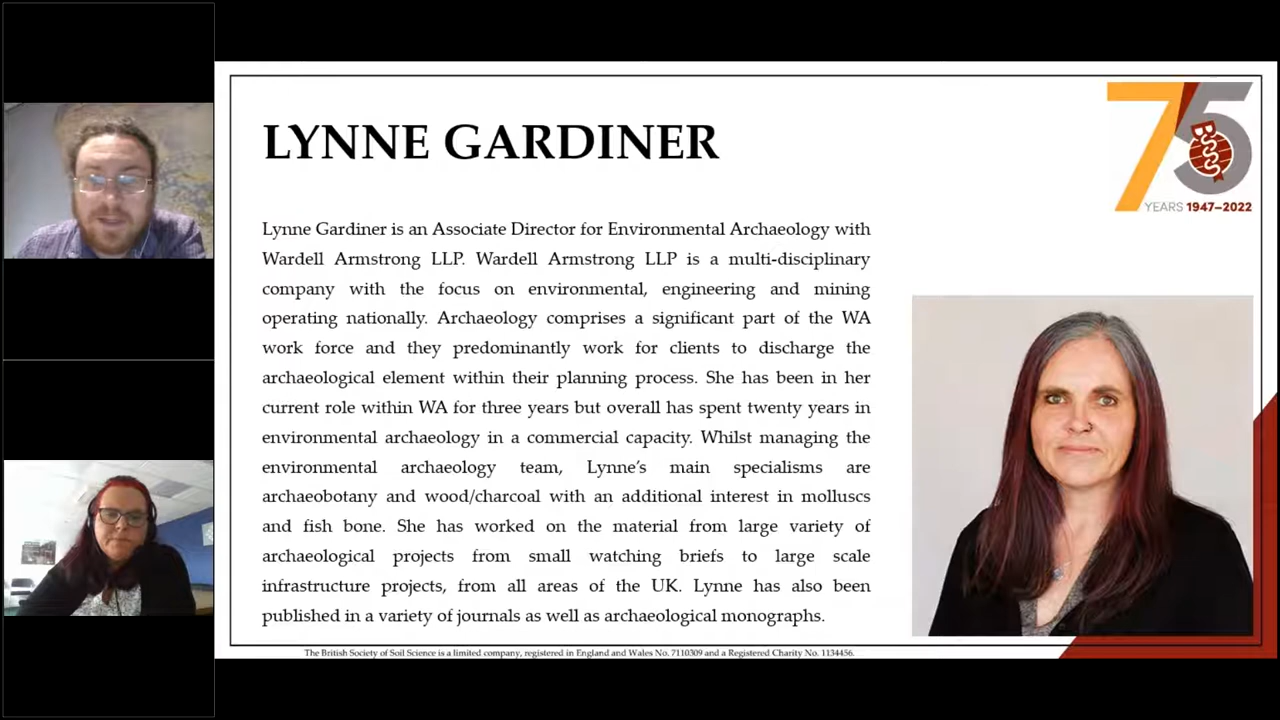 LYNNE GARDINER
75
YEARS 1947–2022
Lynne Gardiner is an Associate Director for Environmental Archaeology with
Wardell Armstrong LLP. Wardell Armstrong LLP is a multi-disciplinary
company with the focus on environmental, engineering and mining
operating nationally. Archaeology comprises a significant part of the WA
work force and they predominantly work for clients to discharge the
archaeological element within their planning process. She has been in her
current role within WA for three years but overall has spent twenty years in
environmental archaeology in a commercial capacity. Whilst managing the
environmental archaeology team, Lynne's main specialisms are
archaeobotany and wood/charcoal with an additional interest in molluscs
and fish bone. She has worked on the material from large variety of
archaeological projects from small watching briefs to large scale
infrastructure projects, from all areas of the UK. Lynne has also been
published in a variety of journals as well as archaeological monographs.
The British Society of Soil Science is a limited company, registered in England and Wales No. 7110309 and a Registered Charity No. 1134456.